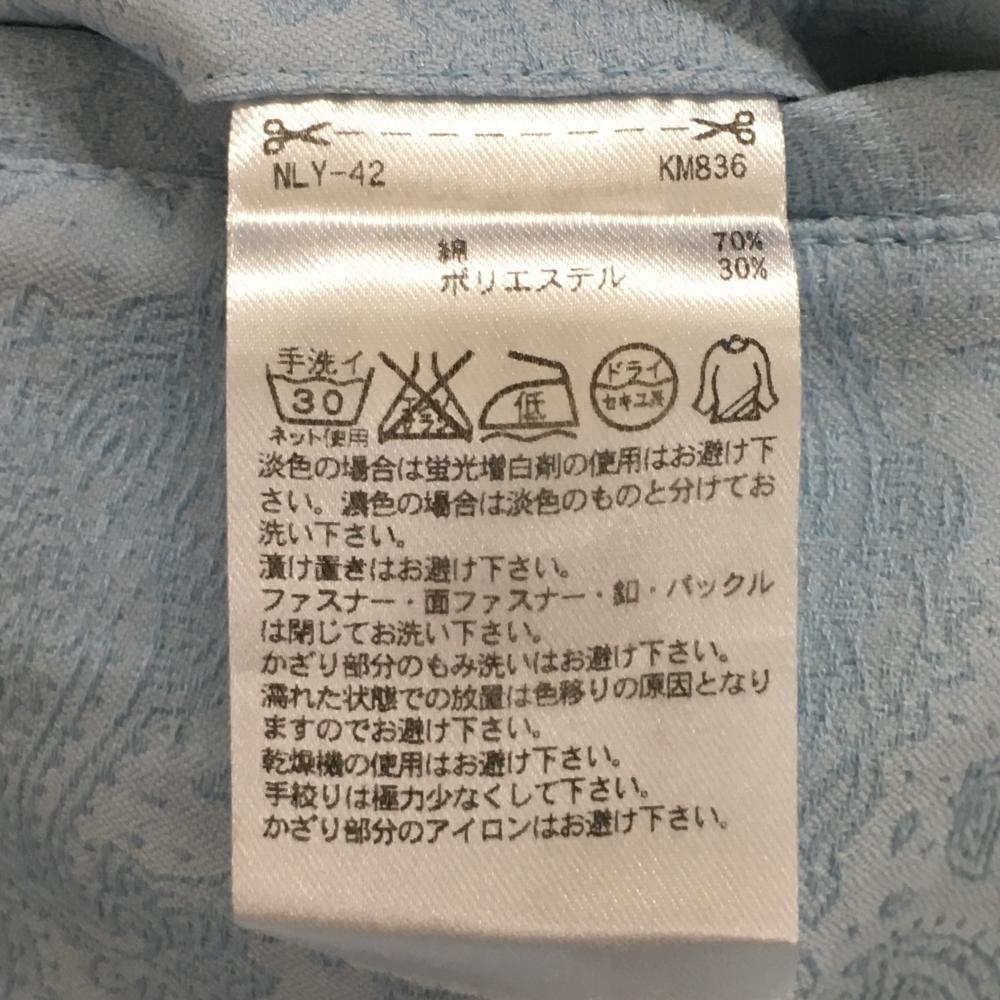 NLY-42 KM836
綿 70%
ポリエステル 30%
手洗イ
30
ネット使用
エンソ
サラシ
低
ドライ
セキユ系
淡色の場合は蛍光増白剤の使用はお避け下
さい。濃色の場合は淡色のものと分けてお
洗い下さい。
漬け置きはお避け下さい。
ファスナー・面ファスナー・釦・バックル
は閉じてお洗い下さい。
かざり部分のもみ洗いはお避け下さい。
濡れた状態での放置は色移りの原因となり
ますのでお避け下さい。
乾燥機の使用はお避け下さい。
手絞りは極力少なくして下さい。
かざり部分のアイロンはお避け下さい。